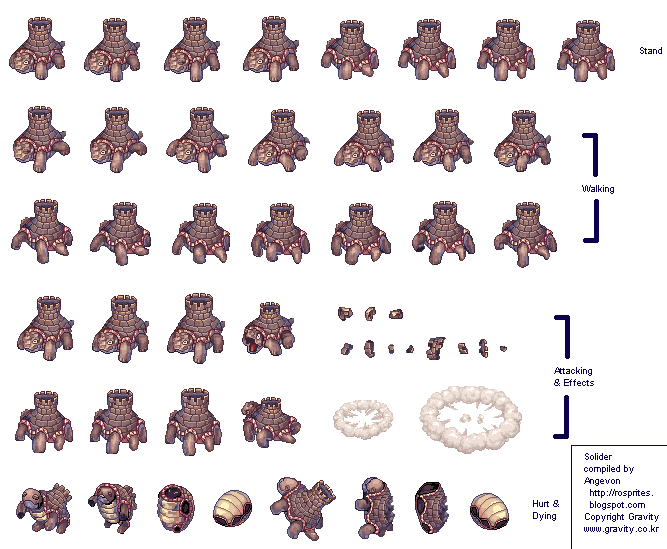 Stand
Walking
Attacking
& Effects
Hurt &
Dying
Solider
compiled by
Angevon
http://rosprites.
blogspot.com
Copyright Gravity
www.gravity.co.kr